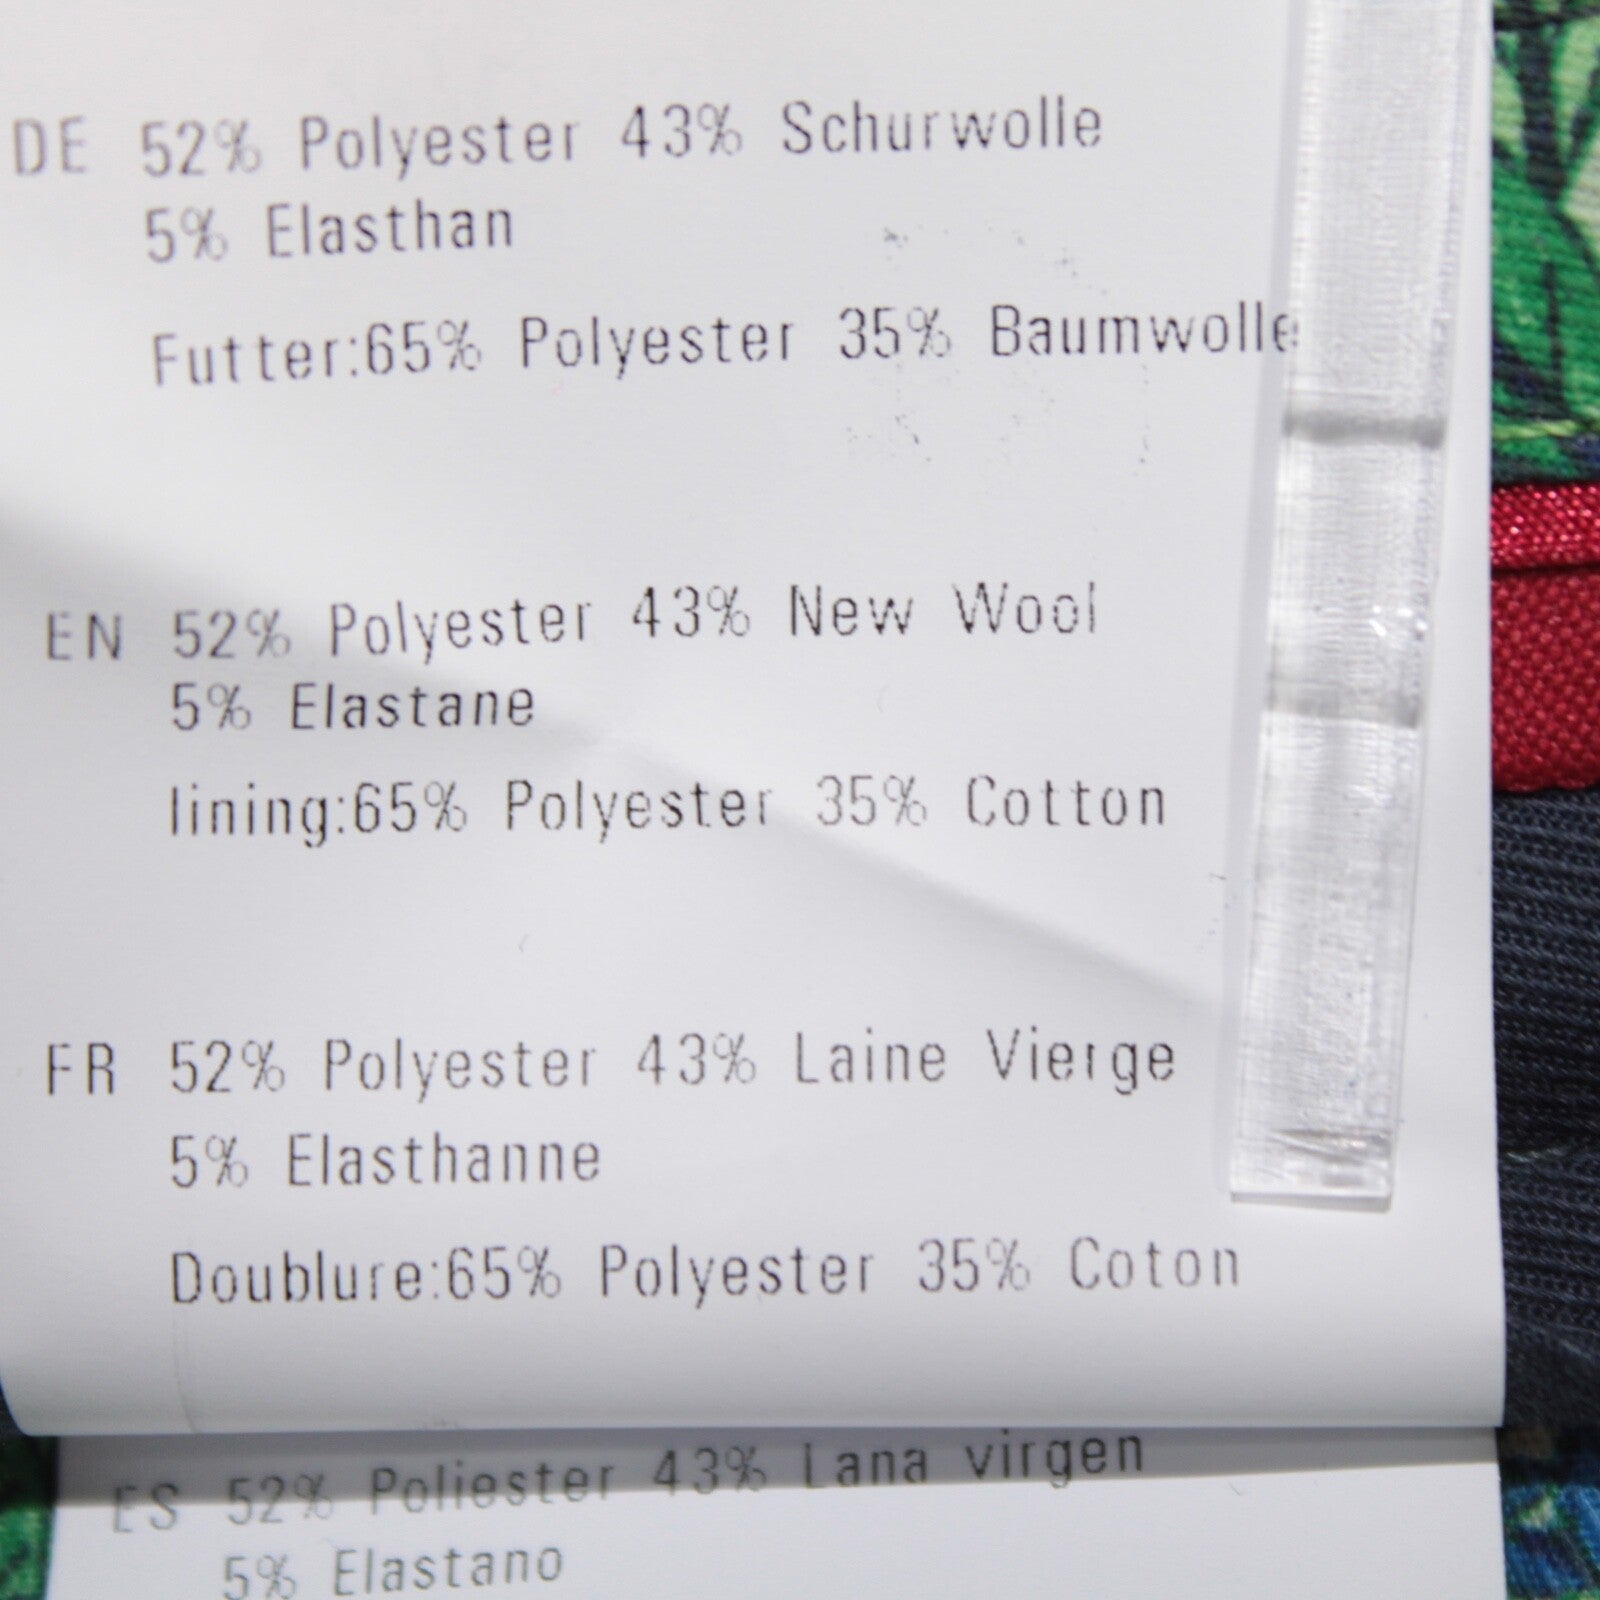 DE 52% Polyester 43% Schurwolle
5% Elasthan
Futter:65% Polyester 35% Baumwolle
EN 52% Polyester 43% New Wool
5% Elastane
lining:65% Polyester 35% Cotton
FR 52% Polyester 43% Laine Vierge
5% Elasthanne
Doublure:65% Polyester 35% Coton
ES 52% Poliester 43% Lana virgen
5% Elastano